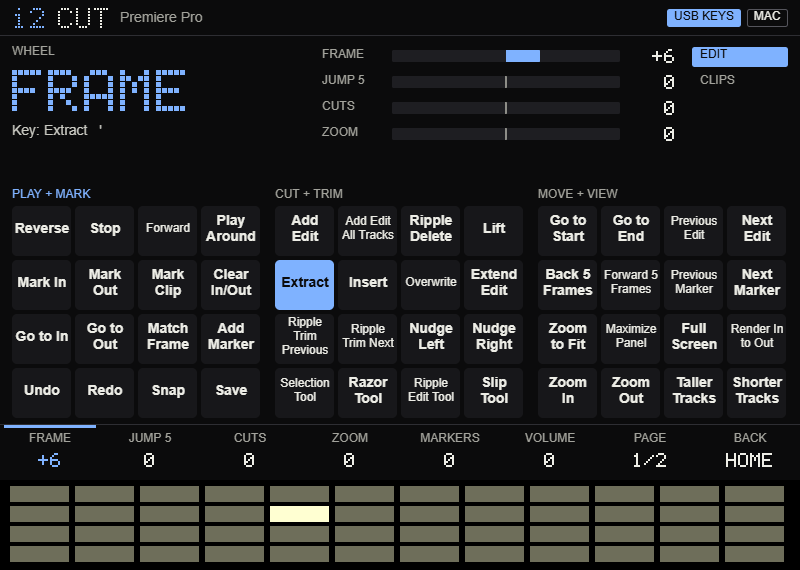 i2 CUT Premiere Pro USB KEYS MAC
WHEEL
FRAME
Key: Extract '
FRAME +6
JUMP 5 0
CUTS 0
ZOOM 0
EDIT
CLIPS
PLAY + MARK
Reverse Stop Forward Play Around
Mark In Mark Out Mark Clip Clear In/Out
Go to In Go to Out Match Frame Add Marker
Undo Redo Snap Save
CUT + TRIM
Add Edit Add Edit All Tracks Ripple Delete Lift
Extract Insert Overwrite Extend Edit
Ripple Trim Previous Ripple Trim Next Nudge Left Nudge Right
Selection Tool Razor Tool Ripple Edit Tool Slip Tool
MOVE + VIEW
Go to Start Go to End Previous Edit Next Edit
Back 5 Frames Forward 5 Frames Previous Marker Next Marker
Zoom to Fit Maximize Panel Full Screen Render In to Out
Zoom In Zoom Out Taller Tracks Shorter Tracks
FRAME JUMP 5 CUTS ZOOM MARKERS VOLUME PAGE BACK
+6 0 0 0 0 0 1/2 HOME